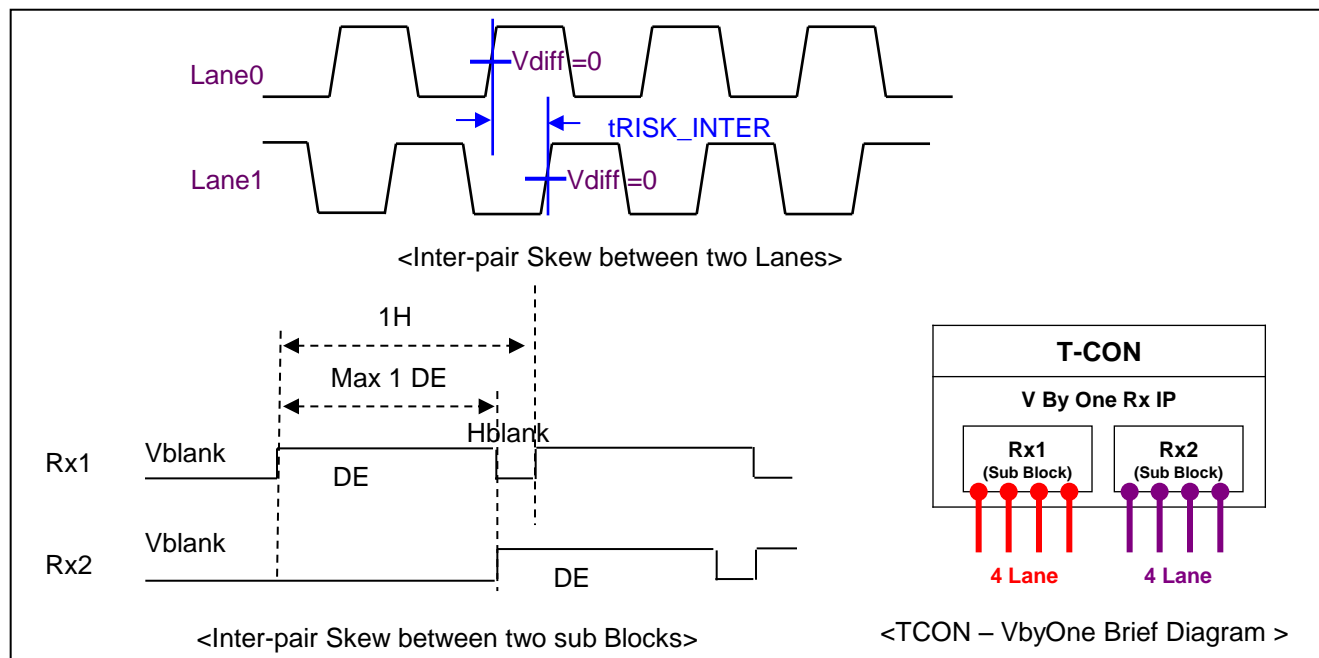 Lane0
Vdiff =0
tRISK_INTER
Lane1
Vdiff =0
<Inter-pair Skew between two Lanes>
1H
Max 1 DE
Hblank
Rx1
Vblank
DE
Rx2
Vblank
DE
<Inter-pair Skew between two sub Blocks>
T-CON
V By One Rx IP
Rx1
(Sub Block)
Rx2
(Sub Block)
4 Lane
4 Lane
<TCON – VbyOne Brief Diagram >